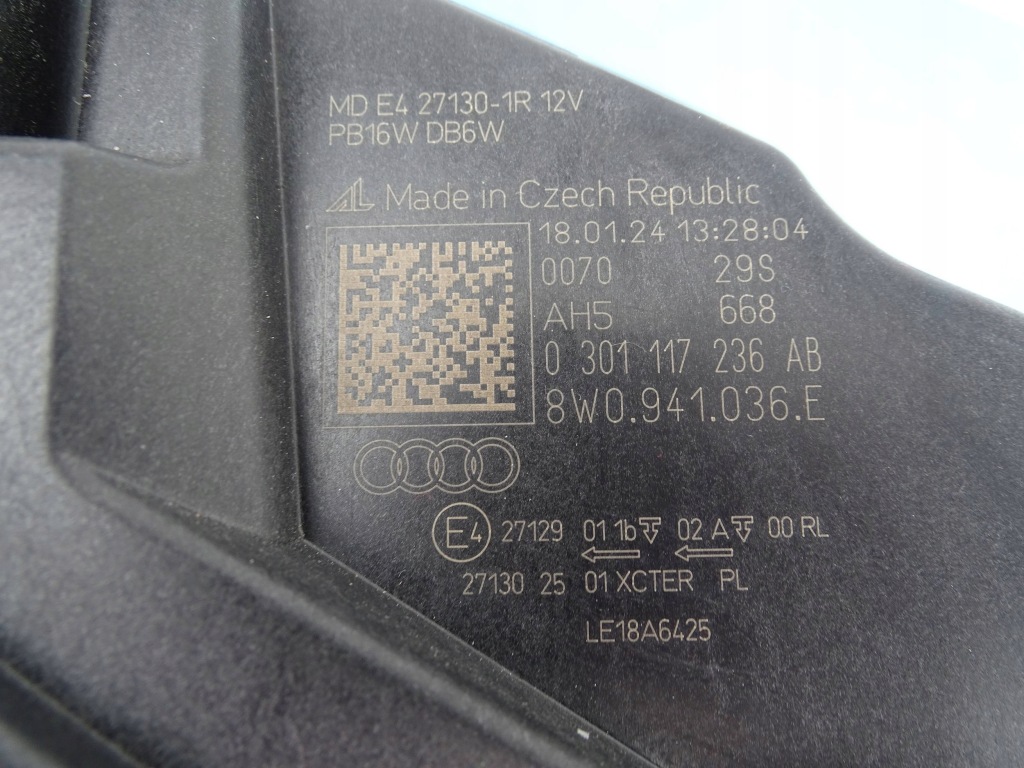 MD E4 27130-1R 12V
PB16W DB6W
AL Made in Czech Republic
18.01.24 13:28:04
0070 29S
AH5 668
0 301 117 236 AB
8W0.941.036.E
E4 27129 01 1b 02 A 00 RL
27130 25 01 XCTER PL
LE18A6425